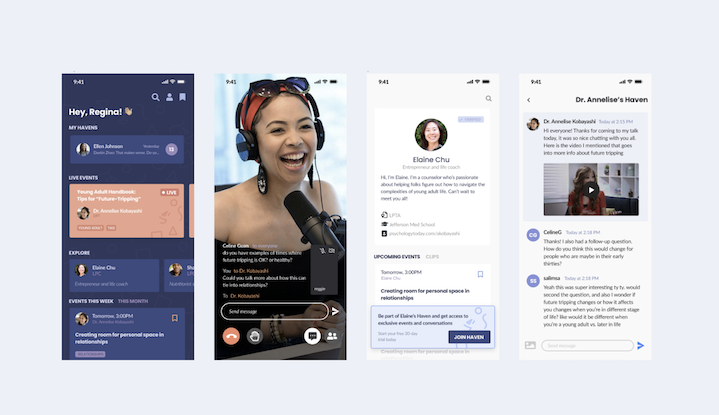 9:41
Hey, Regina! 👋🏼
MY HAVENS
Ellen Johnson
Yesterday
SS
LIVE EVENTS
Young Adult Handbook:
Tips for "Future-Tripping"
LIVE
Dr. Annelise Kobayashi
YOUNG ADULT
EXPLORE
Elaine Chu
LPC
Entrepreneur and life coach
Sha
Nutritionist
EVENTS THIS WEEK
THIS MONTH
Tomorrow, 3:00PM
Dr. Annelise Kobayashi
Creating room for personal space in
relationships
RELATIONSHIPS
9:41
Celine Guan to everyone
do you have examples of times where
future tripping is OK? or healthy?
You to Dr. Kobayashi
Could you talk more about how this can
tie into relationships?
To Dr. Kobayashi
reggie
Send message
9:41
Elaine Chu
Entrepreneur and life coach
Hi, I'm Elaine. I'm a counselor who's passionate
about helping folks figure out how to navigate the
complexities of young adult life. Can't wait to
meet you all!
LPTA
Jefferson Med School
UPCOMING EVENTS
CLIPS
Tomorrow, 3:00PM
Elaine Chu
Creating room for personal space in
relationships
Be part of Elaine's Haven and get access to
exclusive events and conversations
Start your free 30 day
trial today
JOIN HAVEN
Creating room for personal space in
relationships
9:41
Dr. Annelise's Haven
Dr. Annelise Kobayashi
Today at 2:15 PM
Hi everyone! Thanks for coming to my talk
today, it was so nice chatting with you all.
Here is the video I mentioned that goes
into more info about future tripping
CG
CelineG
Today at 2:18 PM
Thanks! I also had a follow-up question.
How do you think this would change for
people who are maybe in their early
thirties?
SS
salimsa
Today at 2:18 PM
Yeah this was super interesting ty ty. would
second the question, and also I wonder if
future tripping changes or how it affects
you changes when you're in different stage
of life? like would it be different when
you're a young adult vs. later in life
Send message